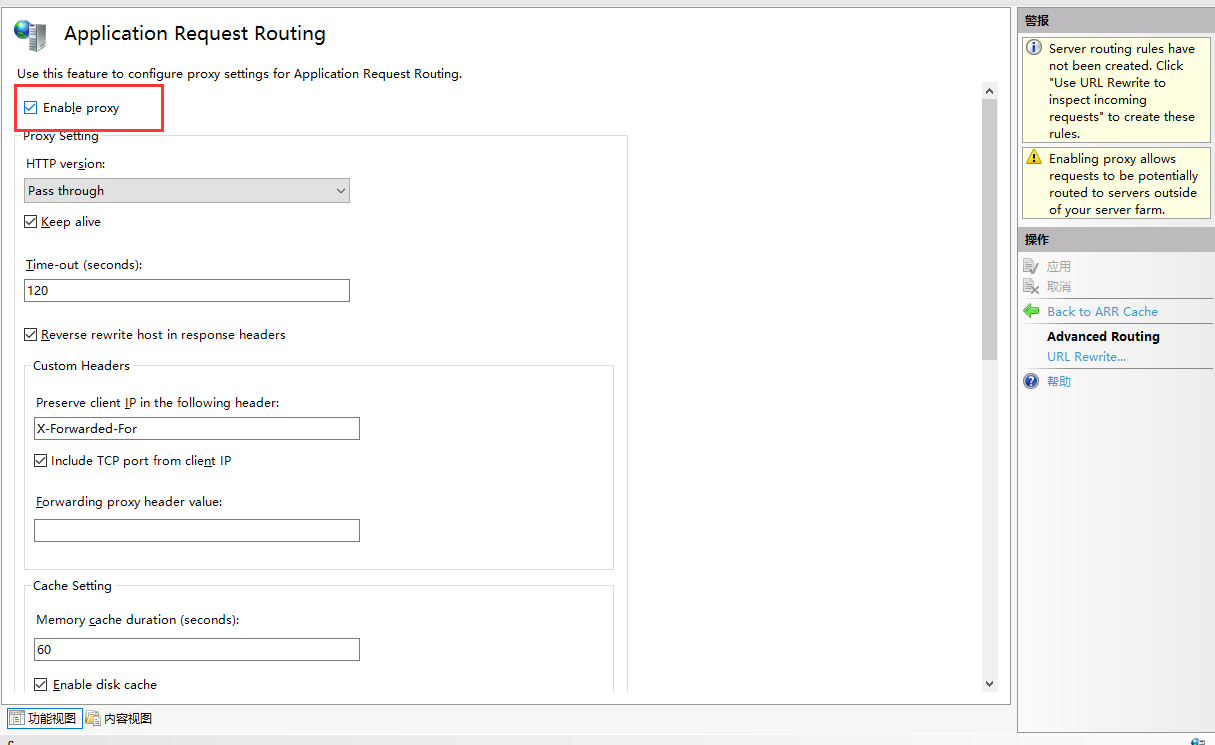 Application Request Routing
Use this feature to configure proxy settings for Application Request Routing.
Enable proxy
Proxy Setting
HTTP version:
Pass through
Keep alive
Time-out (seconds):
120
Reverse rewrite host in response headers
Custom Headers
Preserve client IP in the following header:
X-Forwarded-For
Include TCP port from client IP
Forwarding proxy header value:
Cache Setting
Memory cache duration (seconds):
60
Enable disk cache
功能视图
内容视图
警报
Server routing rules have
not been created. Click
"Use URL Rewrite to
inspect incoming
requests" to create these
rules.
Enabling proxy allows
requests to be potentially
routed to servers outside
of your server farm.
操作
应用
取消
Back to ARR Cache
Advanced Routing
URL Rewrite...
帮助